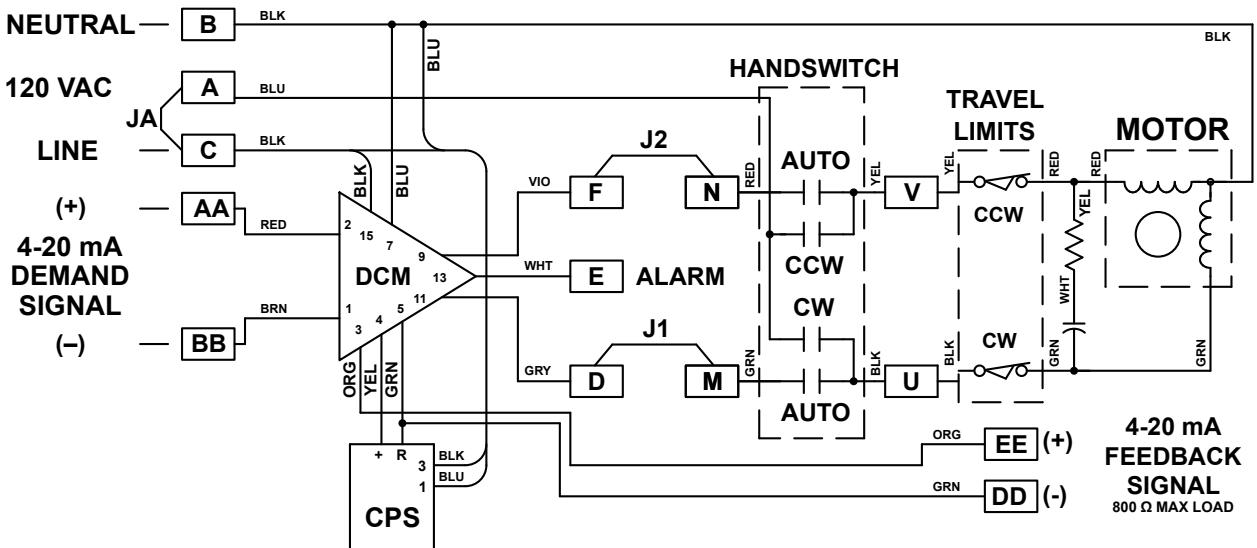 NEUTRAL
B
BLK
BLK
BLU
120 VAC
A
BLU
JA
LINE
C
BLK
BLK
BLU
HANDSWITCH
TRAVEL
LIMITS
MOTOR
J2
VIO
F
N
RED
AUTO
YEL
V
YEL
CCW
RED
RED
YEL
CCW
(+)
AA
RED
4-20 mA
DEMAND
SIGNAL
2
15
7
9
DCM
13
11
1
3
4
5
WHT
E
ALARM
(–)
BB
BRN
ORG
YEL
GRN
GRY
D
J1
M
GRN
CW
AUTO
BLK
U
BLK
CW
WHT
GRN
GRN
+
R
3
1
BLK
BLU
CPS
ORG
EE
(+)
GRN
DD
(-)
4-20 mA
FEEDBACK
SIGNAL
800 Ω MAX LOAD